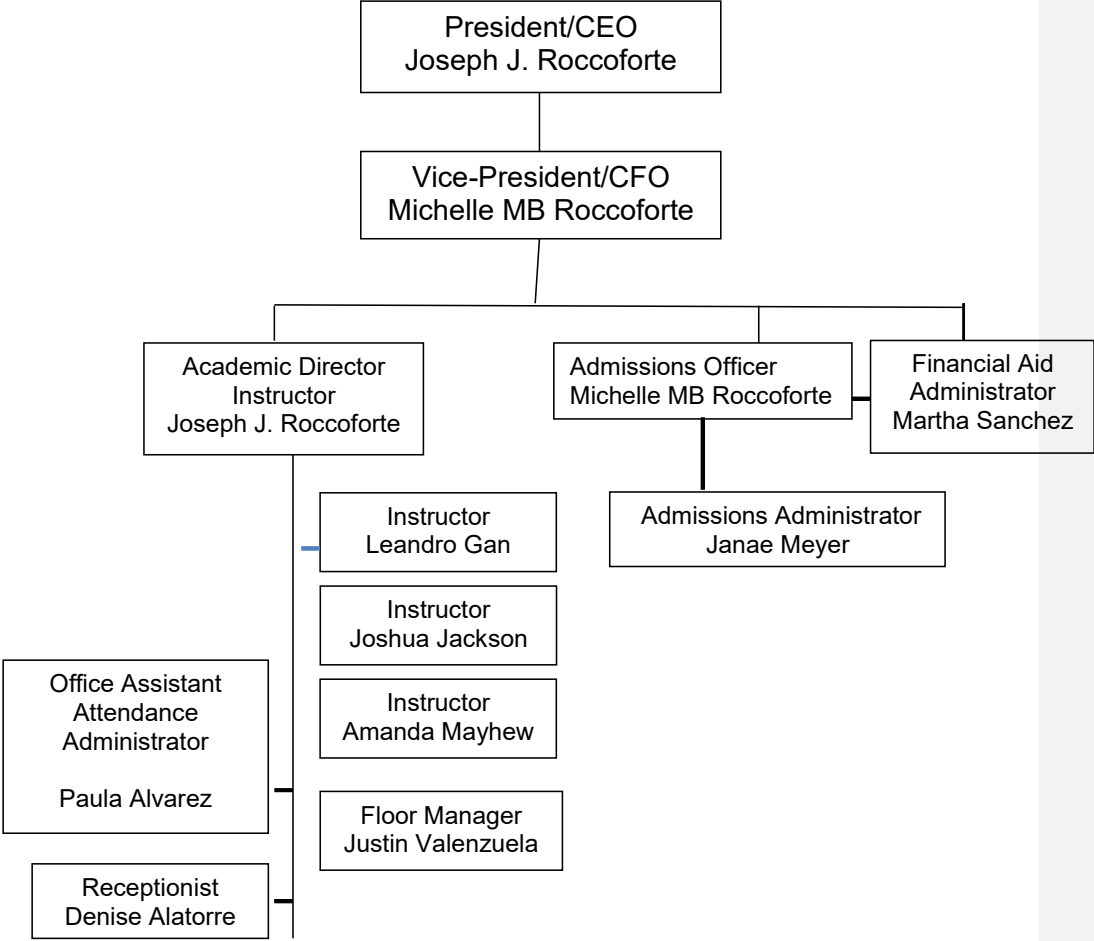 President/CEO
Joseph J. Roccoforte
Vice-President/CFO
Michelle MB Roccoforte
Academic Director
Instructor
Joseph J. Roccoforte
Admissions Officer
Michelle MB Roccoforte
Financial Aid
Administrator
Martha Sanchez
Instructor
Leandro Gan
Admissions Administrator
Janae Meyer
Instructor
Joshua Jackson
Office Assistant
Attendance
Administrator
Paula Alvarez
Instructor
Amanda Mayhew
Floor Manager
Justin Valenzuela
Receptionist
Denise Alatorre